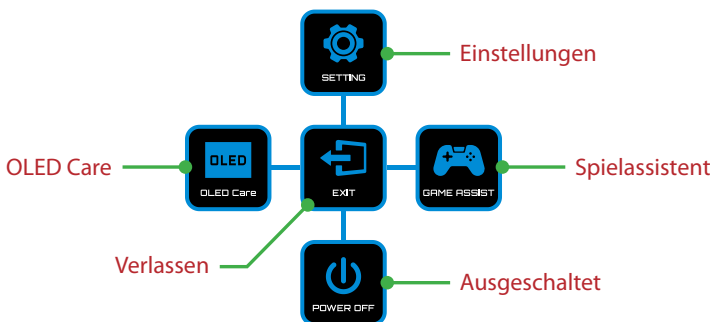 Einstellungen
SETTING
OLED Care
OLED
OLED Care
EXIT
GAME ASSIST
Spielassistent
Verlassen
POWER OFF
Ausgeschaltet